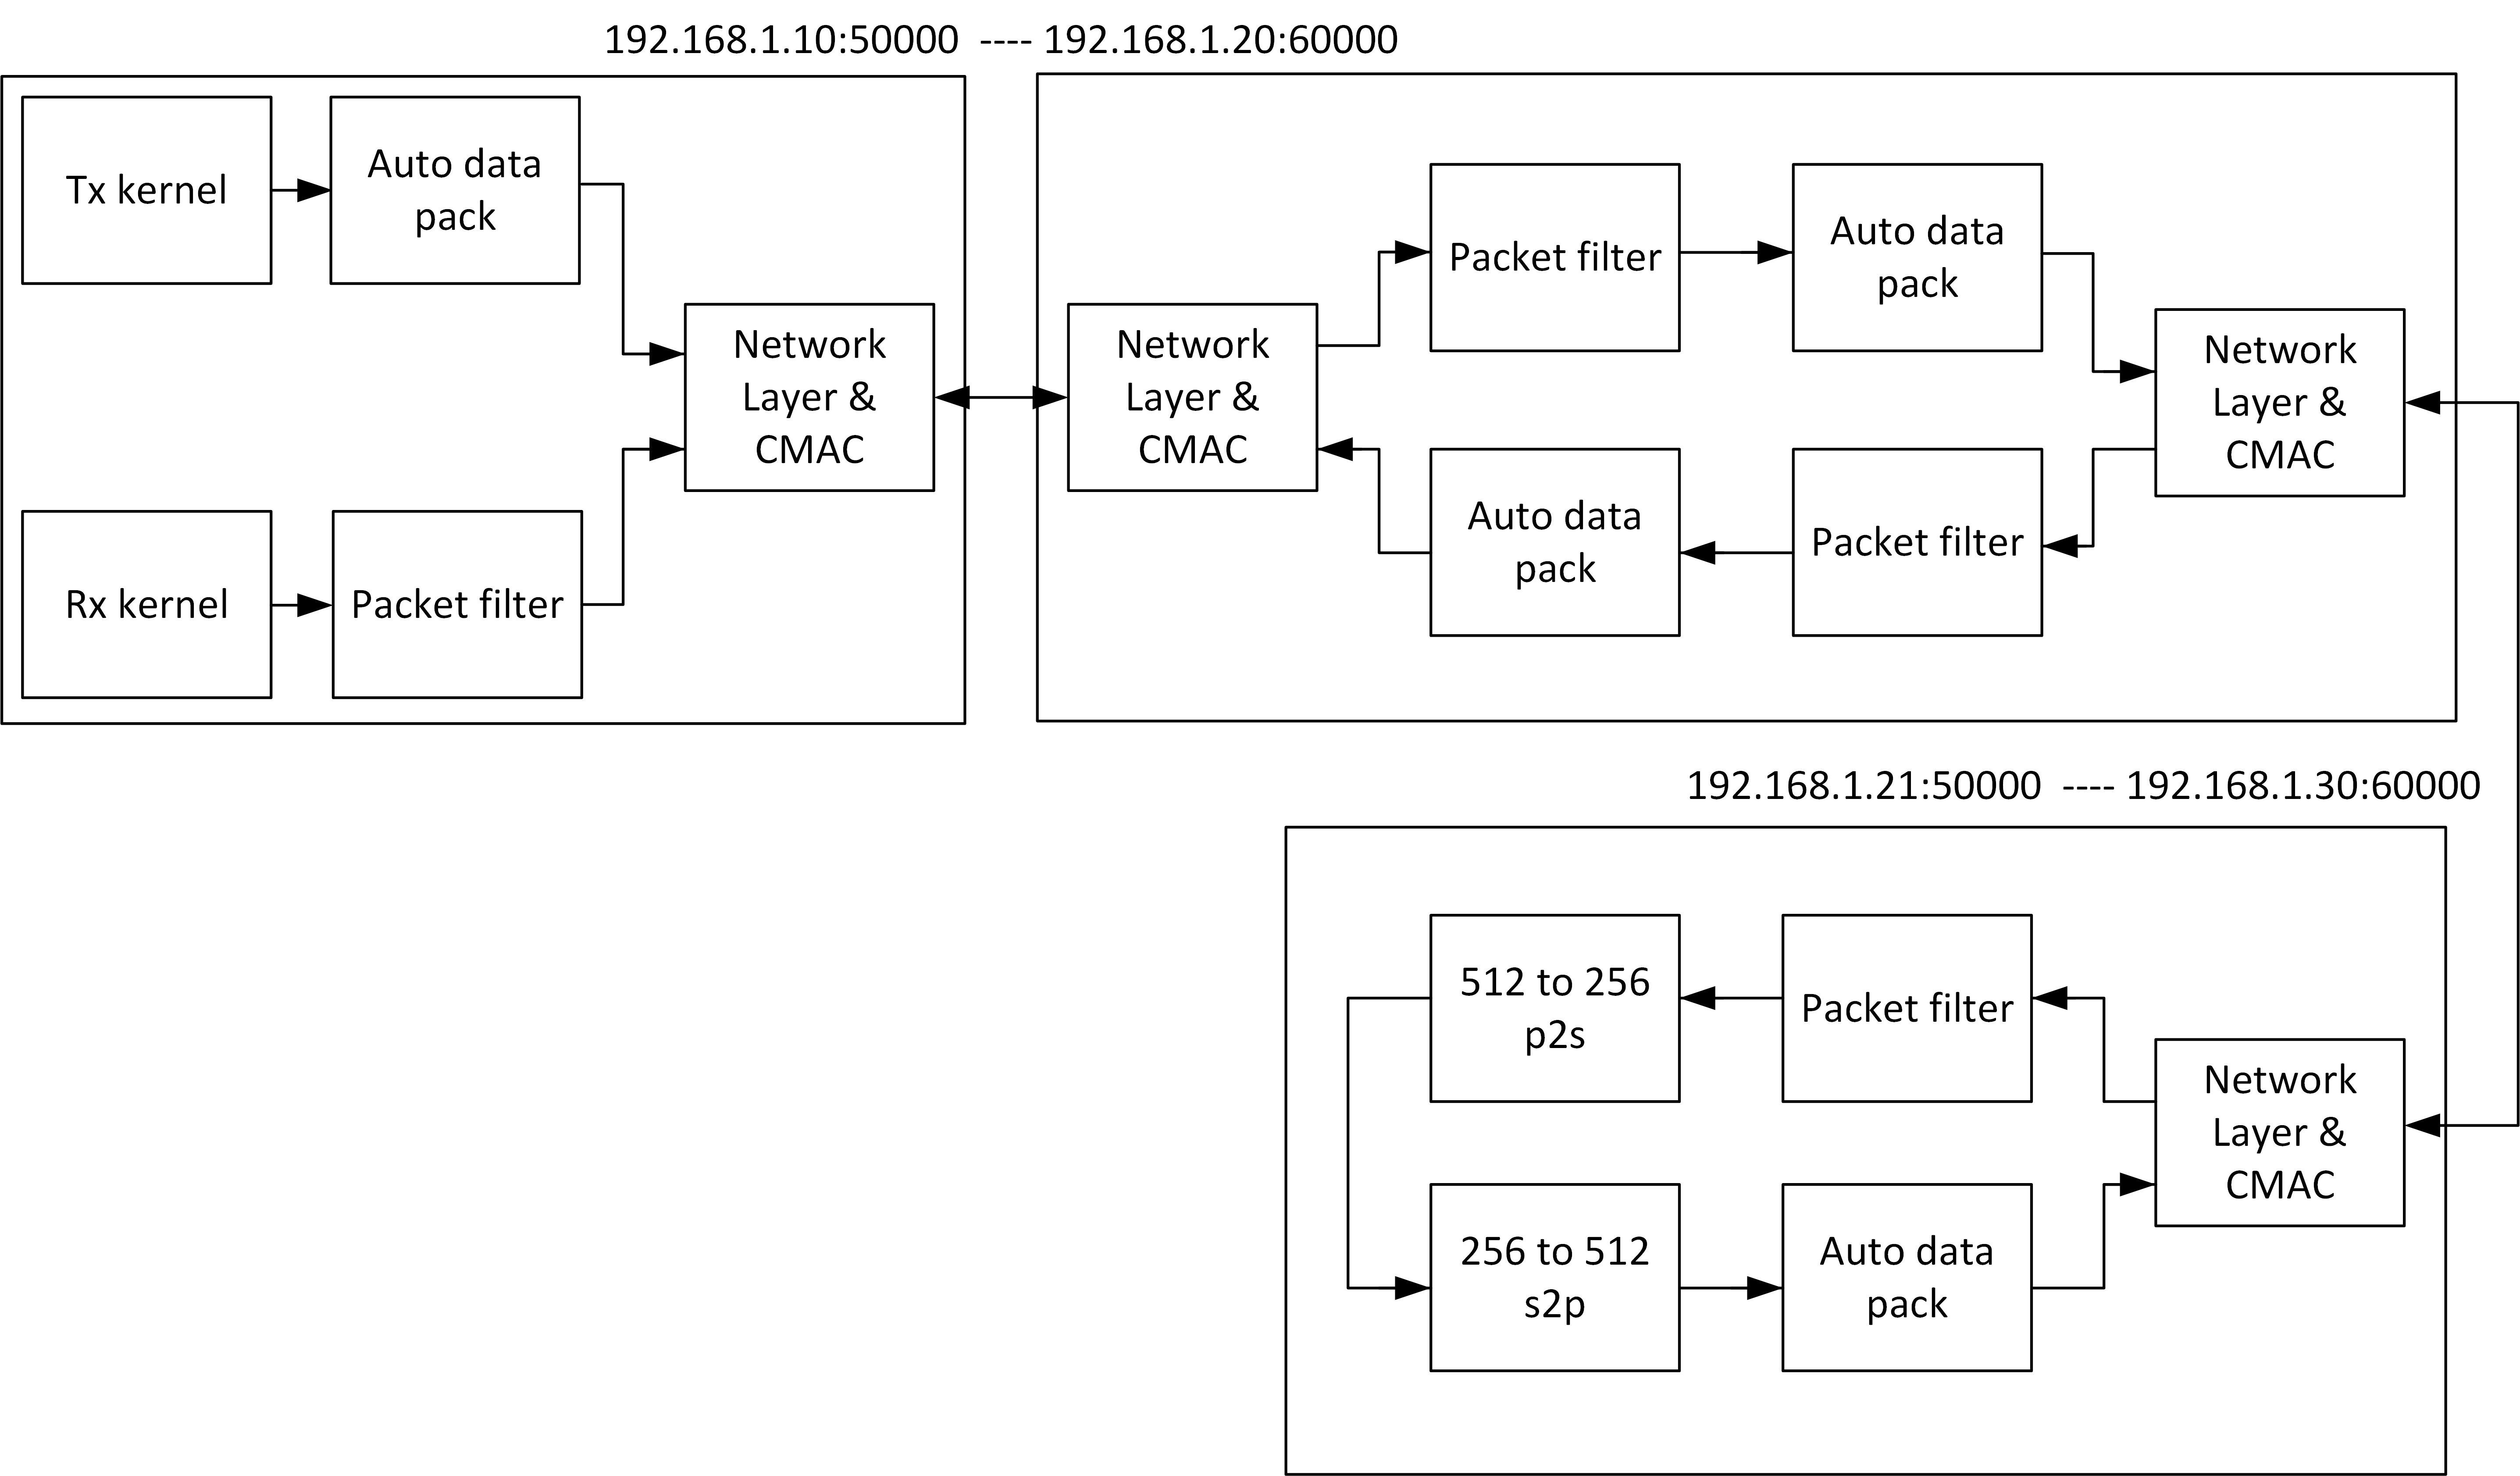 192.168.1.10:50000 ---- 192.168.1.20:60000
Tx kernel
Auto data
pack
Network
Layer &
CMAC
Rx kernel
Packet filter
Network
Layer &
CMAC
Packet filter
Auto data
pack
Network
Layer &
CMAC
Auto data
pack
Packet filter
192.168.1.21:50000 ---- 192.168.1.30:60000
512 to 256
p2s
Packet filter
Network
Layer &
CMAC
256 to 512
s2p
Auto data
pack